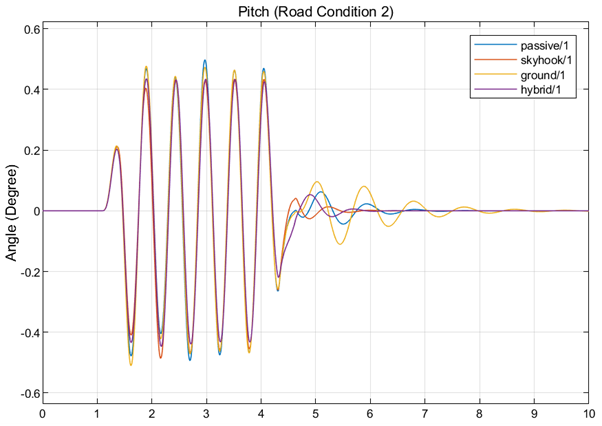 Pitch (Road Condition 2)
0.6
0.4
0.2
0
-0.2
-0.4
-0.6
Angle (Degree)
passive/1
skyhook/1
ground/1
hybrid/1
0 1 2 3 4 5 6 7 8 9 10